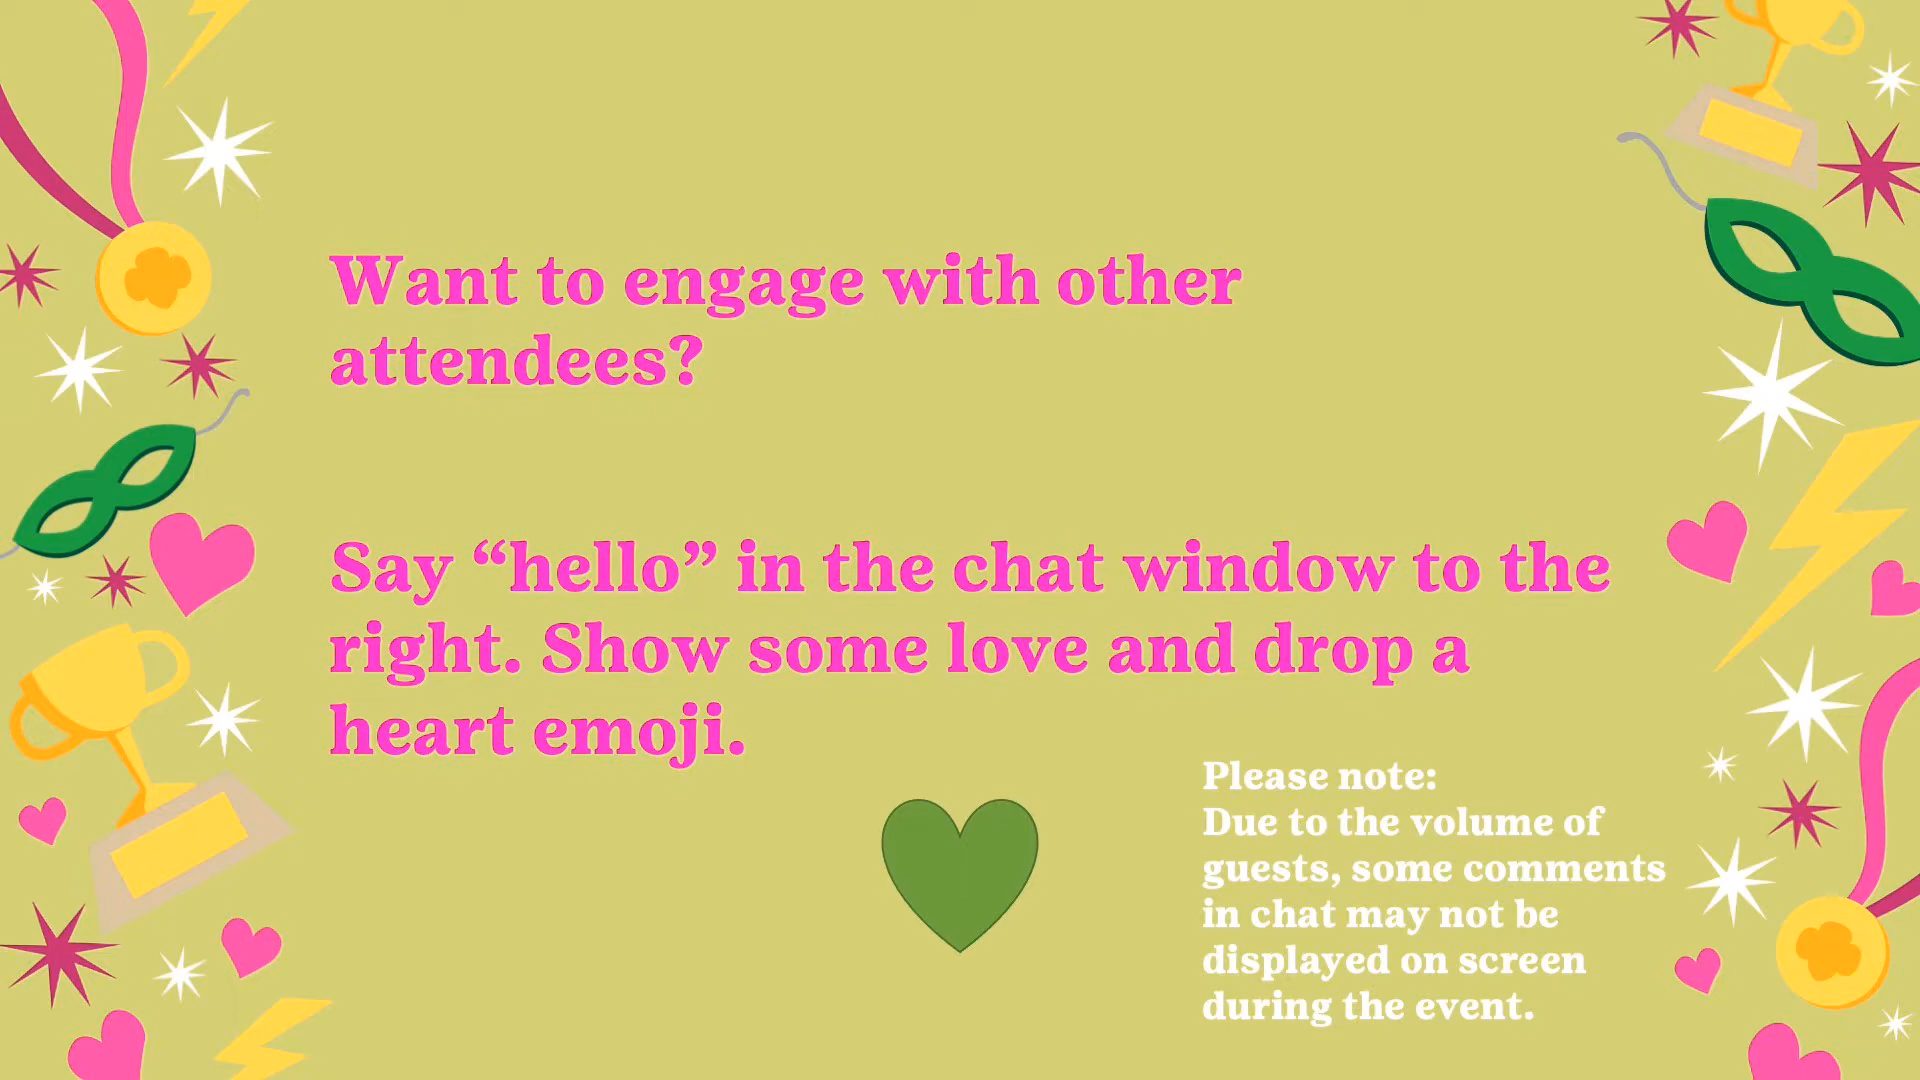 Want to engage with other
attendees?
Say “hello” in the chat window to the
right. Show some love and drop a
heart emoji.
Please note:
Due to the volume of
guests, some comments
in chat may not be
displayed on screen
during the event.